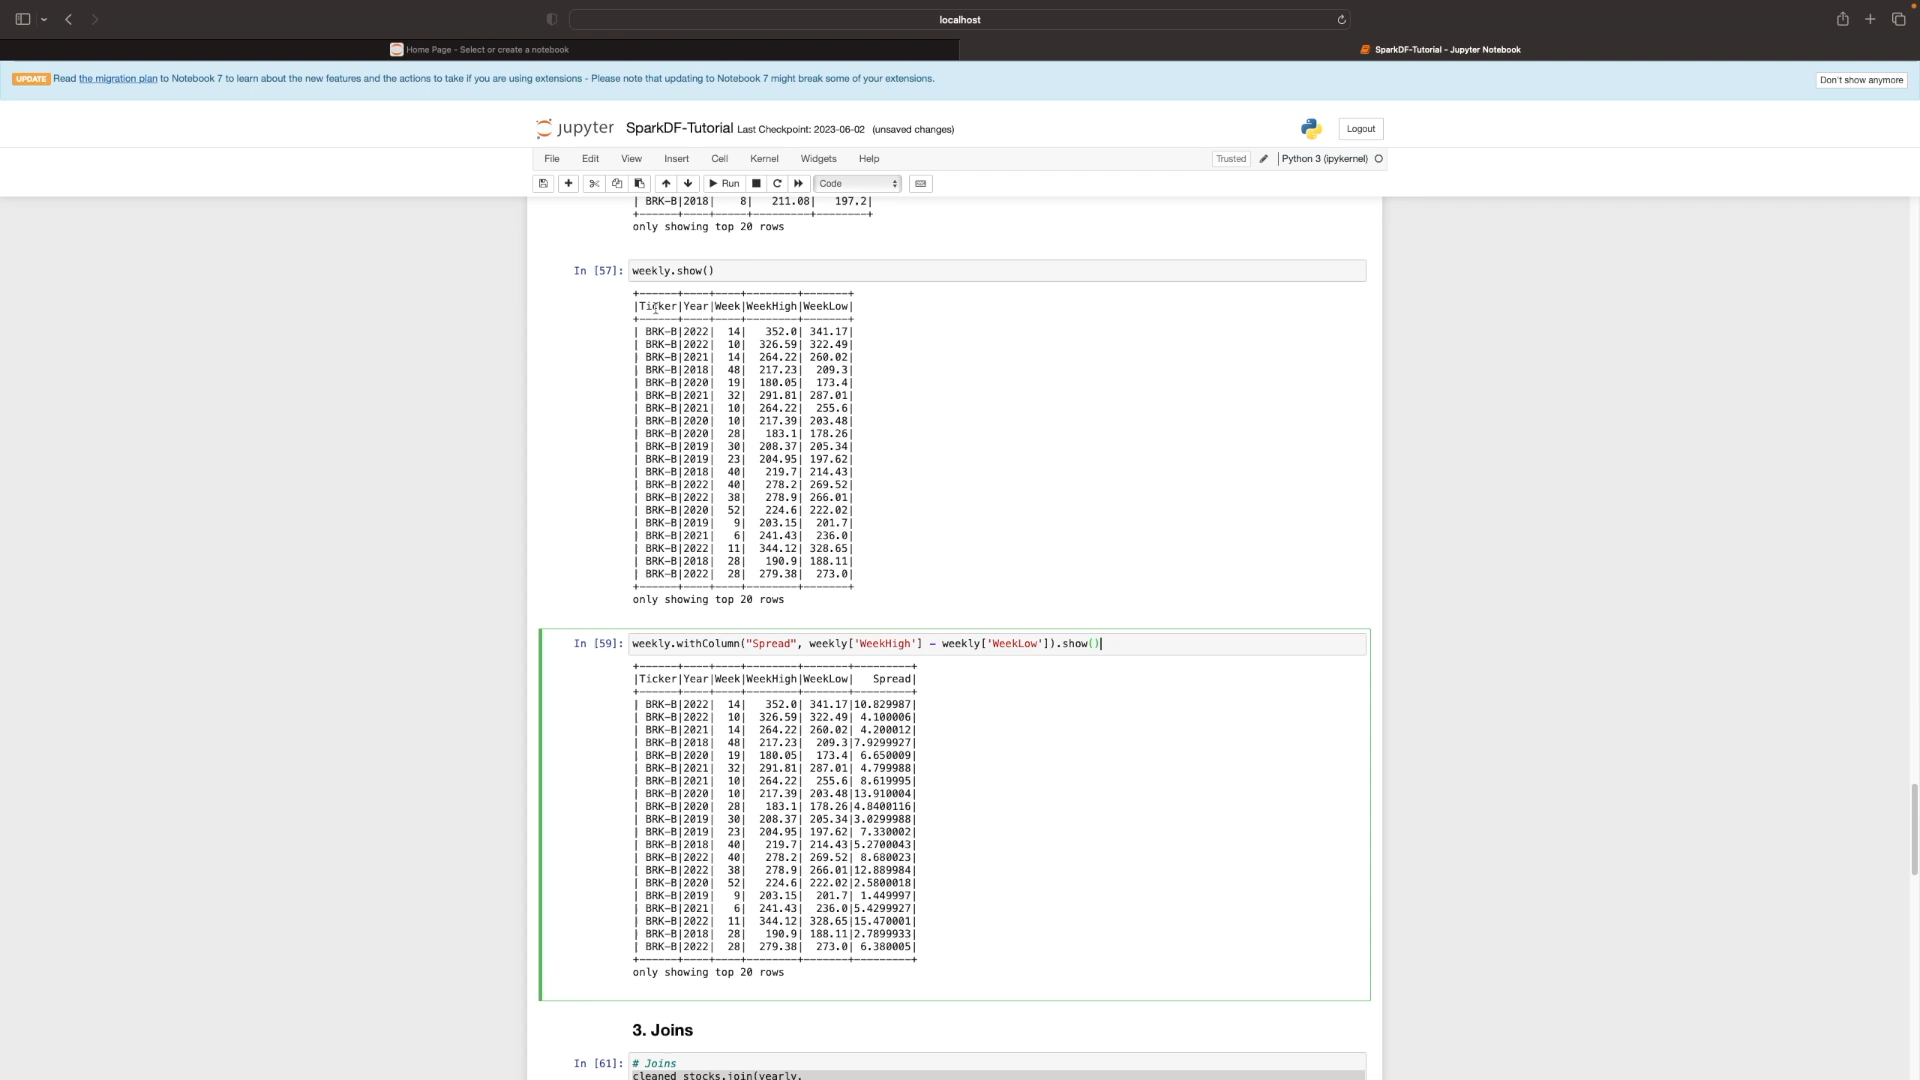 localhost
Home Page - Select or create a notebook
SparkDF-Tutorial - Jupyter Notebook
UPDATE Read the migration plan to Notebook 7 to learn about the new features and the actions to take if you are using extensions - Please note that updating to Notebook 7 might break some of your extensions.
Don't show anymore
jupyter SparkDF-Tutorial Last Checkpoint: 2023-06-02 (unsaved changes)
Logout
File Edit View Insert Cell Kernel Widgets Help
Trusted Python 3 (ipykernel)
Run Code
| BRK-B|2018| 8| 211.08| 197.2|
+------+----+----+---------+--------+
only showing top 20 rows
In [57]: weekly.show()
+------+----+----+--------+-------+
|Ticker|Year|Week|WeekHigh|WeekLow|
+------+----+----+--------+-------+
| BRK-B|2022| 14| 352.0| 341.17|
| BRK-B|2022| 10| 326.59| 322.49|
| BRK-B|2021| 14| 264.22| 260.02|
| BRK-B|2018| 48| 217.23| 209.3|
| BRK-B|2020| 19| 180.05| 173.4|
| BRK-B|2021| 32| 291.81| 287.01|
| BRK-B|2021| 10| 264.22| 255.6|
| BRK-B|2020| 10| 217.39| 203.48|
| BRK-B|2020| 28| 183.1| 178.26|
| BRK-B|2019| 30| 208.37| 205.34|
| BRK-B|2019| 23| 204.95| 197.62|
| BRK-B|2018| 40| 219.7| 214.43|
| BRK-B|2022| 40| 278.2| 269.52|
| BRK-B|2022| 38| 278.9| 266.01|
| BRK-B|2020| 52| 224.6| 222.02|
| BRK-B|2019| 9| 203.15| 201.7|
| BRK-B|2021| 6| 241.43| 236.0|
| BRK-B|2022| 11| 344.12| 328.65|
| BRK-B|2018| 28| 190.9| 188.11|
| BRK-B|2022| 28| 279.38| 273.0|
+------+----+----+--------+-------+
only showing top 20 rows
In [59]: weekly.withColumn("Spread", weekly['WeekHigh'] - weekly['WeekLow']).show()
+------+----+----+--------+-------+---------+
|Ticker|Year|Week|WeekHigh|WeekLow| Spread|
+------+----+----+--------+-------+---------+
| BRK-B|2022| 14| 352.0| 341.17|10.829987|
| BRK-B|2022| 10| 326.59| 322.49| 4.100006|
| BRK-B|2021| 14| 264.22| 260.02| 4.200012|
| BRK-B|2018| 48| 217.23| 209.3|7.9299927|
| BRK-B|2020| 19| 180.05| 173.4| 6.650009|
| BRK-B|2021| 32| 291.81| 287.01| 4.799988|
| BRK-B|2021| 10| 264.22| 255.6| 8.619995|
| BRK-B|2020| 10| 217.39| 203.48|13.910004|
| BRK-B|2020| 28| 183.1| 178.26|4.8400116|
| BRK-B|2019| 30| 208.37| 205.34|3.0299988|
| BRK-B|2019| 23| 204.95| 197.62| 7.330002|
| BRK-B|2018| 40| 219.7| 214.43|5.2700043|
| BRK-B|2022| 40| 278.2| 269.52| 8.680023|
| BRK-B|2022| 38| 278.9| 266.01|12.889984|
| BRK-B|2020| 52| 224.6| 222.02|2.5800018|
| BRK-B|2019| 9| 203.15| 201.7| 1.449997|
| BRK-B|2021| 6| 241.43| 236.0|5.4299927|
| BRK-B|2022| 11| 344.12| 328.65|15.470001|
| BRK-B|2018| 28| 190.9| 188.11|2.7899933|
| BRK-B|2022| 28| 279.38| 273.0| 6.380005|
+------+----+----+--------+-------+---------+
only showing top 20 rows
3. Joins
In [61]: # Joins
cleaned_stocks.join(yearly,